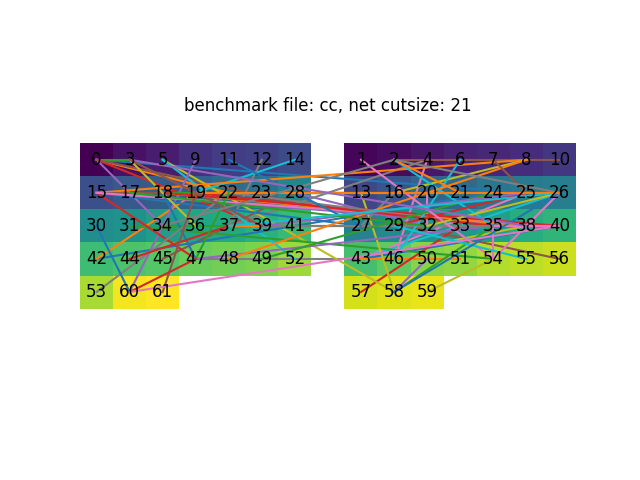 benchmark file: cc, net cutsize: 21
0 3 5 9 11 12 14 1 2 4 6 7 8 10
15 17 18 19 22 23 28 13 16 20 21 24 25 26
30 31 34 36 37 39 41 27 29 32 33 35 38 40
42 44 45 47 48 49 52 43 46 50 51 54 55 56
53 60 61 57 58 59